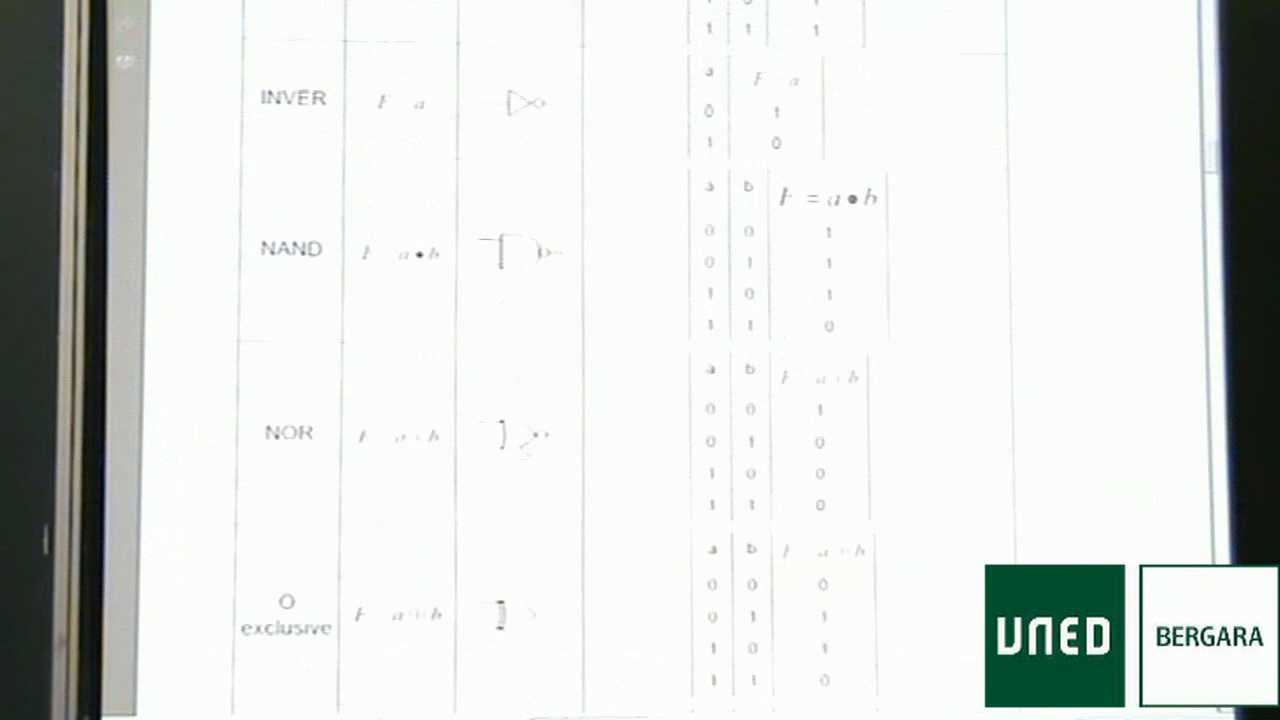 1 1 1
INVER F a
a F a
0 1
1 0
NAND F a • b
a b F = a • b
0 0 1
0 1 1
1 0 1
1 1 0
NOR F a + b
a b F a + b
0 0 1
0 1 0
1 0 0
1 1 0
O
exclusive
a b
0 0 0
0 1 1
1 0 1
1 1 0
UNED
BERGARA